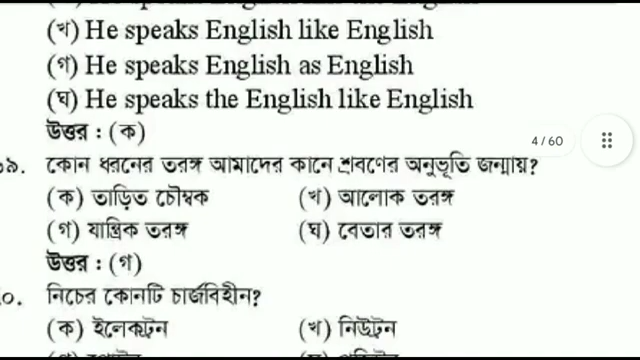 (খ) He speaks English like English
(গ) He speaks English as English
(ঘ) He speaks the English like English
উত্তর : (ক)
4 / 60
৯. কোন ধরনের তরঙ্গ আমাদের কানে শ্রবণের অনুভূতি জন্মায়?
(ক) তাড়িত চৌম্বক (খ) আলোক তরঙ্গ
(গ) যান্ত্রিক তরঙ্গ (ঘ) বেতার তরঙ্গ
উত্তর : (গ)
০. নিচের কোনটি চার্জবিহীন?
(ক) ইলেকট্রন (খ) নিউট্রন